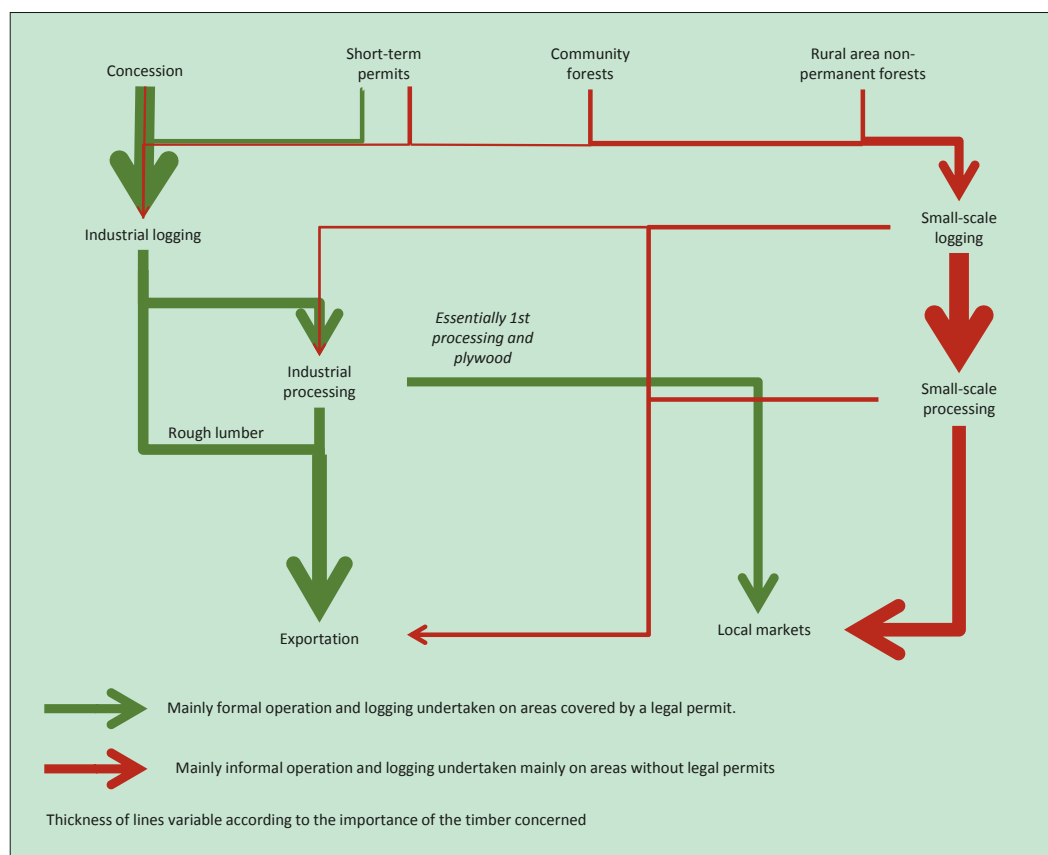 Concession
Short-term
permits
Community
forests
Rural area non-
permanent forests
Industrial logging
Small-scale
logging
Essentially 1st
processing and
plywood
Industrial
processing
Small-scale
processing
Rough lumber
Exportation
Local markets
Mainly formal operation and logging undertaken on areas covered by a legal permit.
Mainly informal operation and logging undertaken mainly on areas without legal permits
Thickness of lines variable according to the importance of the timber concerned